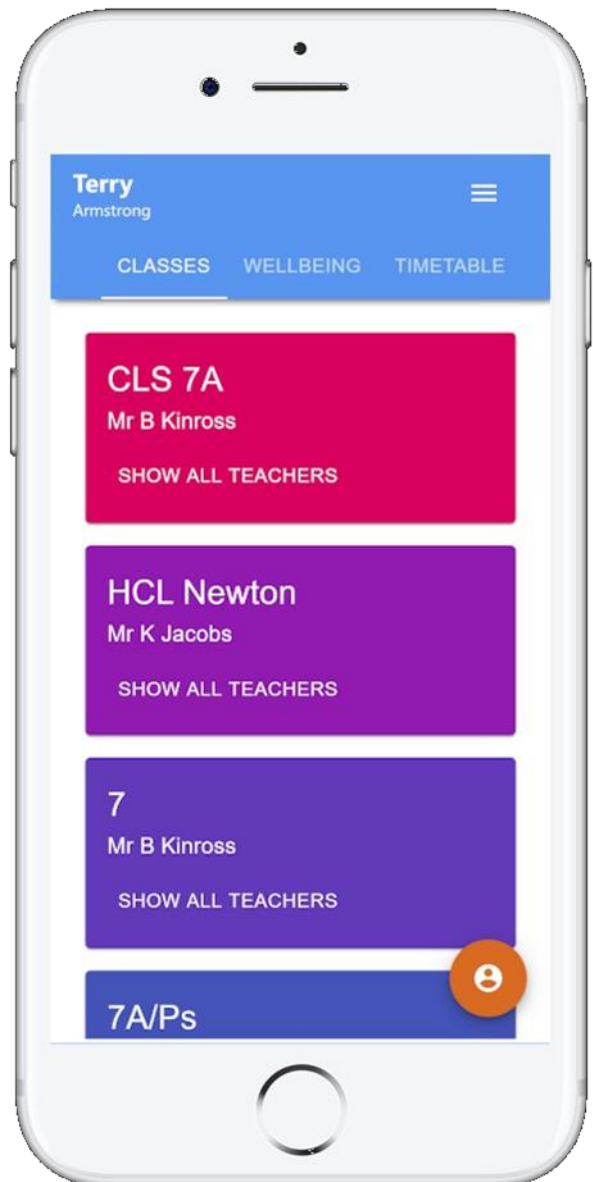 Terry
Armstrong
CLASSES WELLBEING TIMETABLE
CLS 7A
Mr B Kinross
SHOW ALL TEACHERS
HCL Newton
Mr K Jacobs
SHOW ALL TEACHERS
7
Mr B Kinross
SHOW ALL TEACHERS
7A/Ps